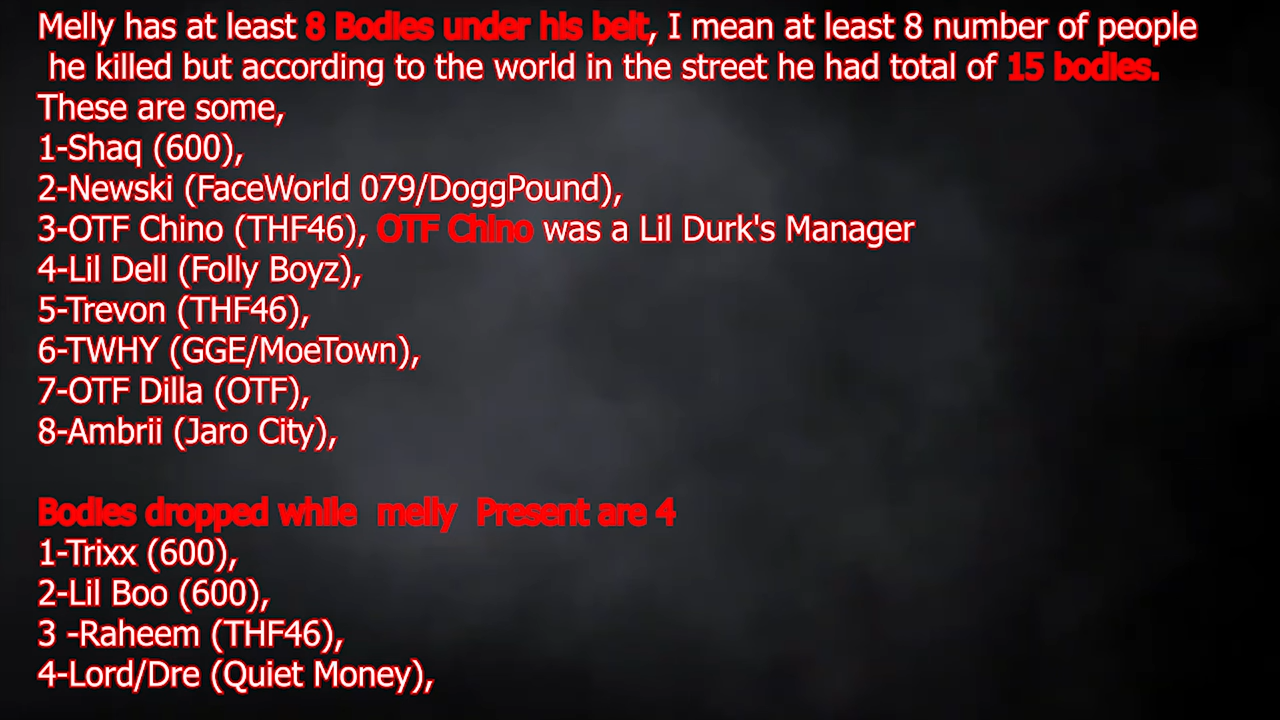 Melly has at least 8 Bodies under his belt, I mean at least 8 number of people
he killed but according to the world in the street he had total of 15 bodies.
These are some,
1-Shaq (600),
2-Newski (FaceWorld 079/DoggPound),
3-OTF Chino (THF46), OTF Chino was a Lil Durk's Manager
4-Lil Dell (Folly Boyz),
5-Trevon (THF46),
6-TWHY (GGE/MoeTown),
7-OTF Dilla (OTF),
8-Ambrii (Jaro City),
Bodies dropped while melly Present are 4
1-Trixx (600),
2-Lil Boo (600),
3 -Raheem (THF46),
4-Lord/Dre (Quiet Money),